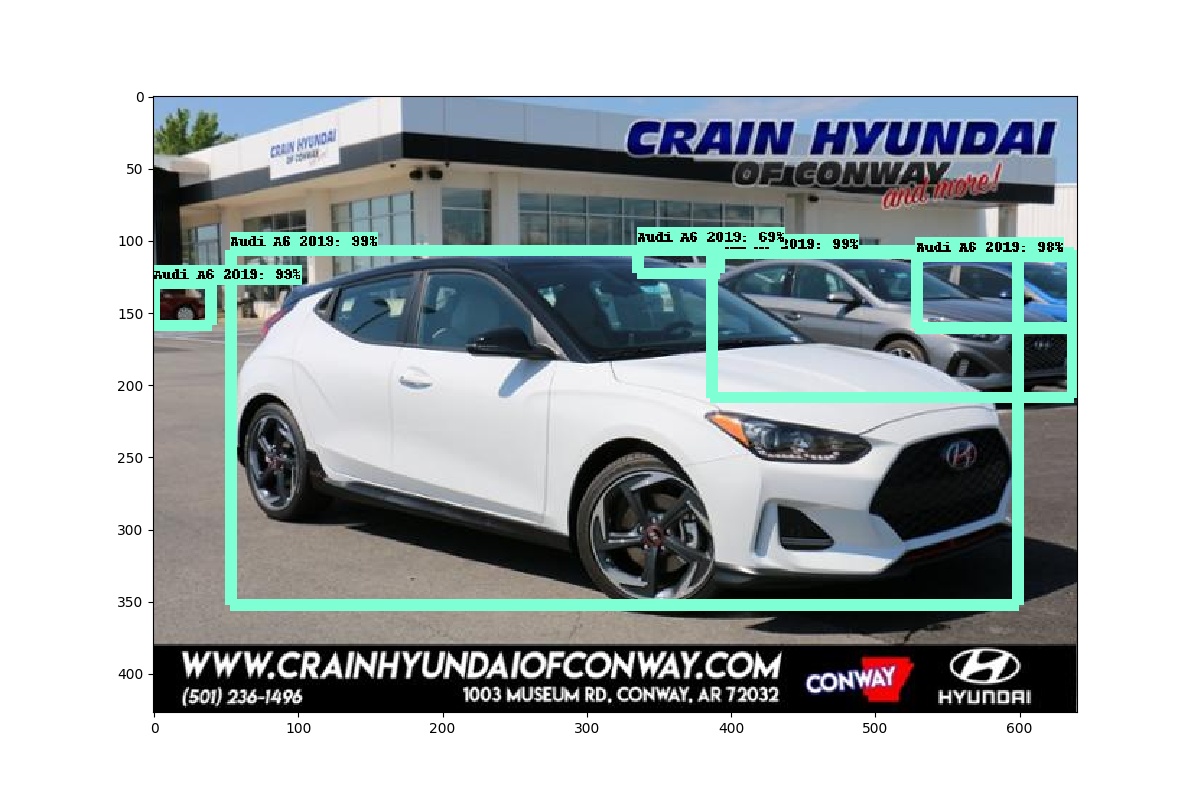 0
50
100
150
200
250
300
350
400
0
100
200
300
400
500
600
CRAIN HYUNDAI
OF CONWAY
CRAIN HYUNDAI
OF CONWAY
and more!
Audi A6 2019: 99%
Audi A6 2019: 69%
2019: 99%
Audi A6 2019: 98%
Audi A6 2019: 99%
WWW.CRAINHYUNDAIOFCONWAY.COM
(501) 236-1496
1003 MUSEUM RD, CONWAY, AR 72032
CONWAY
HYUNDAI